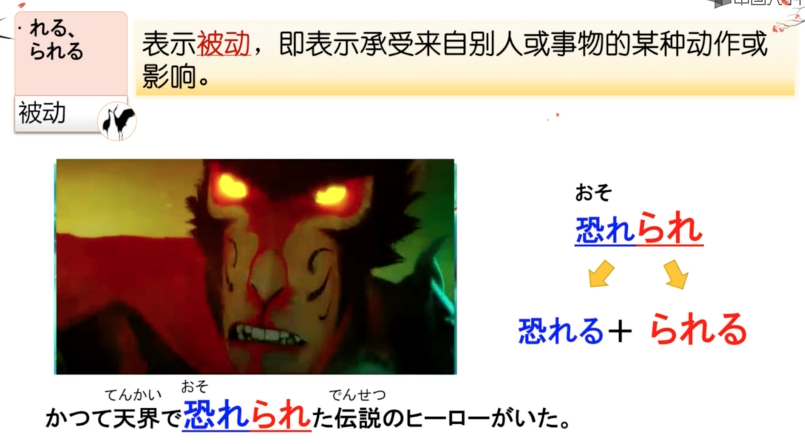 ・れる、
られる
表示被动，即表示承受来自别人或事物的某种动作或
影响。
被动
おそ
恐れられ
恐れる＋ られる
てんかい おそ でんせつ
かつて天界で恐れられた伝説のヒーローがいた。